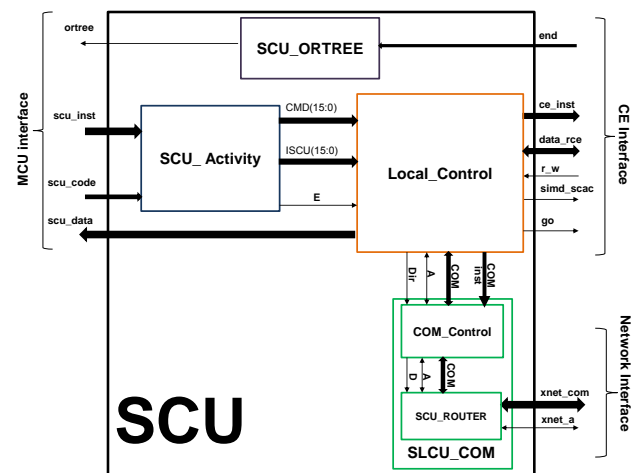 ortree
SCU_ORTREE
end
MCU interface
CE Interface
scu_inst
SCU_ Activity
CMD(15:0)
ISCU(15:0)
E
Local_Control
ce_inst
data_rce
r_w
simd_scac
go
scu_code
scu_data
Dir
A
COM
COM
inst
COM_Control
D
A
COM
SCU_ROUTER
SLCU_COM
xnet_com
xnet_a
Network Interface
SCU